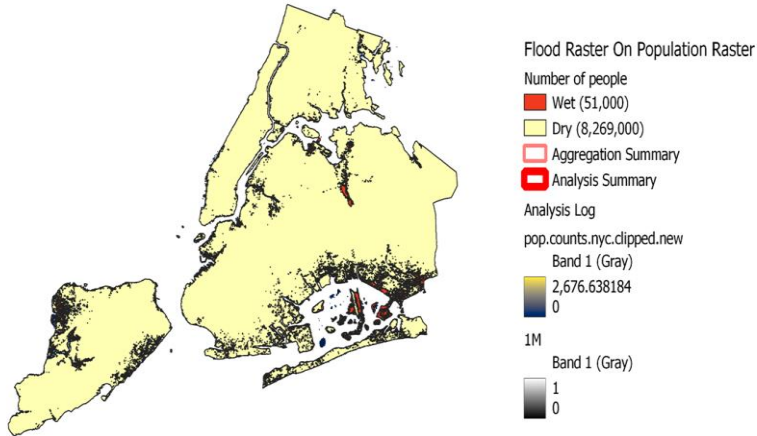 Flood Raster On Population Raster
Number of people
Wet (51,000)
Dry (8,269,000)
Aggregation Summary
Analysis Summary
Analysis Log
pop.counts.nyc.clipped.new
Band 1 (Gray)
2,676.638184
0
1M
Band 1 (Gray)
1
0